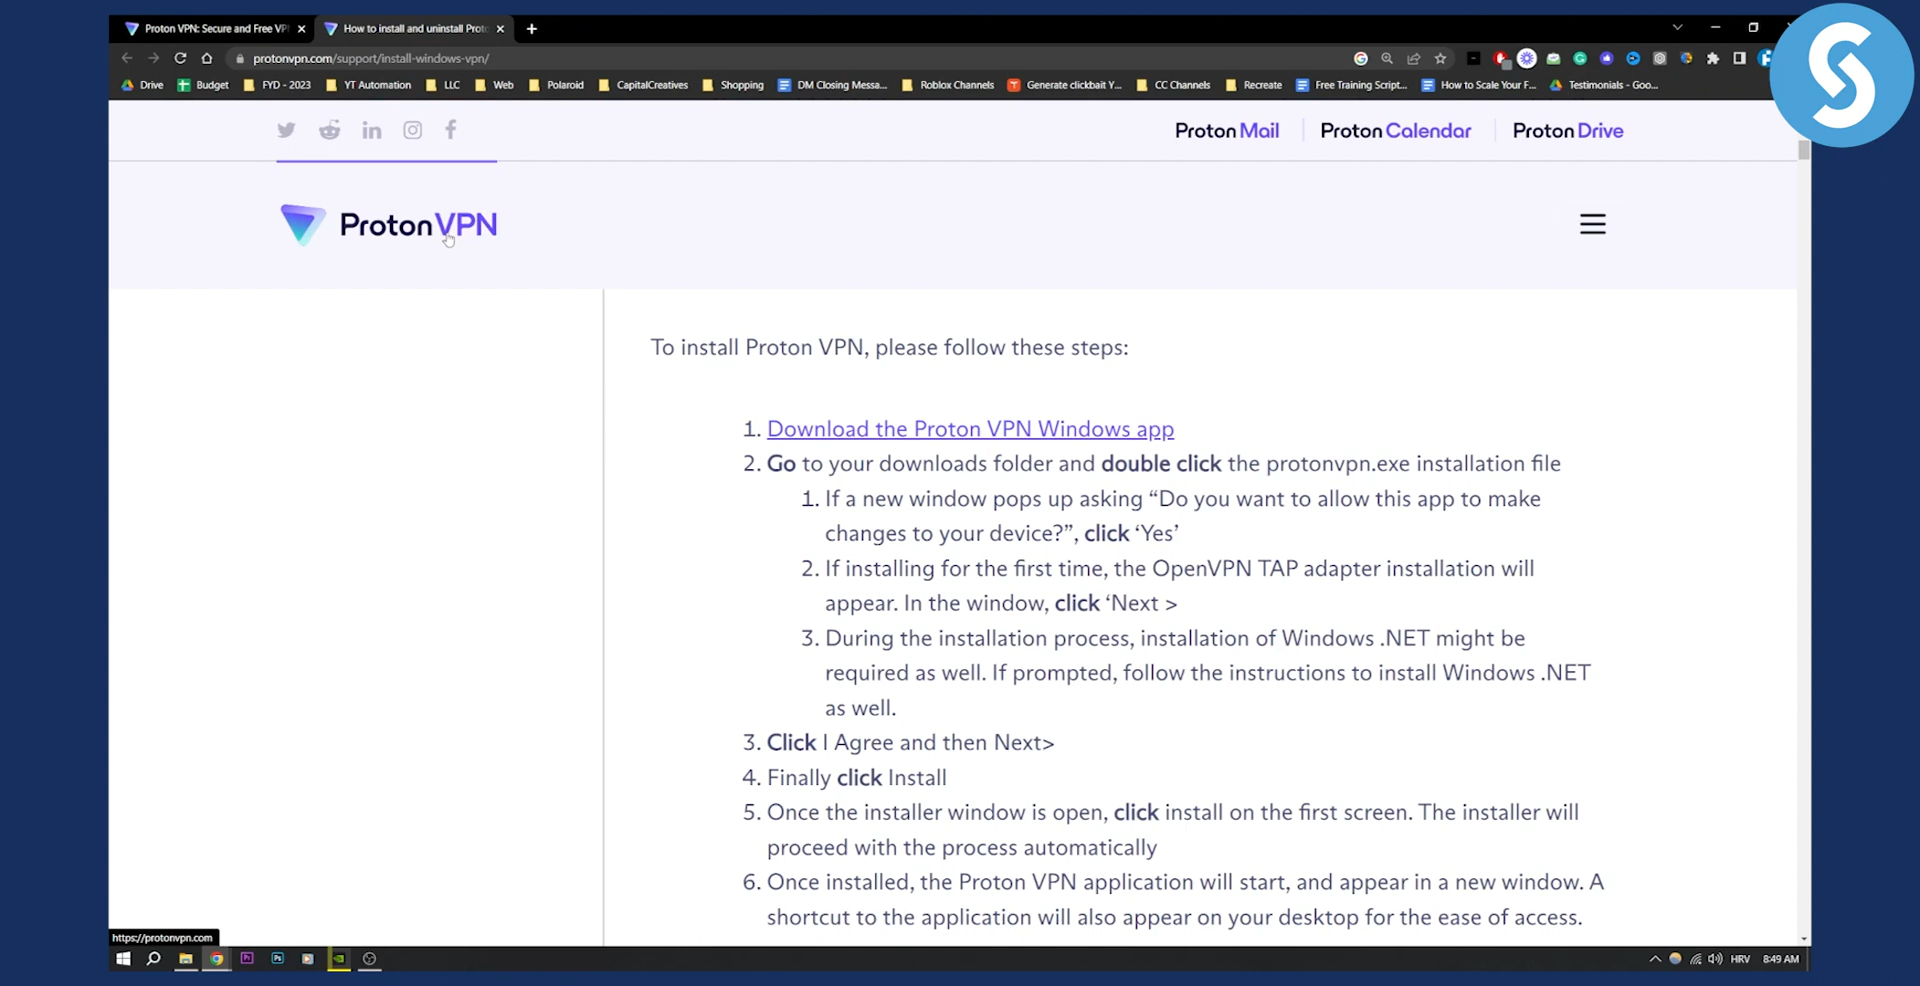 Proton VPN: Secure and Free VP
How to install and uninstall Proto
protonvpn.com/support/install-windows-vpn/
Drive
Budget
FYD - 2023
YT Automation
LLC
Web
Polaroid
CapitalCreatives
Shopping
DM Closing Messa...
Roblox Channels
Generate clickbait Y...
CC Channels
Recreate
Free Training Script...
How to Scale Your F...
Testimonials - Goo...
Proton Mail
Proton Calendar
Proton Drive
ProtonVPN
To install Proton VPN, please follow these steps:
1. Download the Proton VPN Windows app
2. Go to your downloads folder and double click the protonvpn.exe installation file
1. If a new window pops up asking “Do you want to allow this app to make
changes to your device?”, click ‘Yes’
2. If installing for the first time, the OpenVPN TAP adapter installation will
appear. In the window, click ‘Next >
3. During the installation process, installation of Windows .NET might be
required as well. If prompted, follow the instructions to install Windows .NET
as well.
3. Click I Agree and then Next>
4. Finally click Install
5. Once the installer window is open, click install on the first screen. The installer will
proceed with the process automatically
6. Once installed, the Proton VPN application will start, and appear in a new window. A
shortcut to the application will also appear on your desktop for the ease of access.
https://protonvpn.com
HRV
8:49 AM